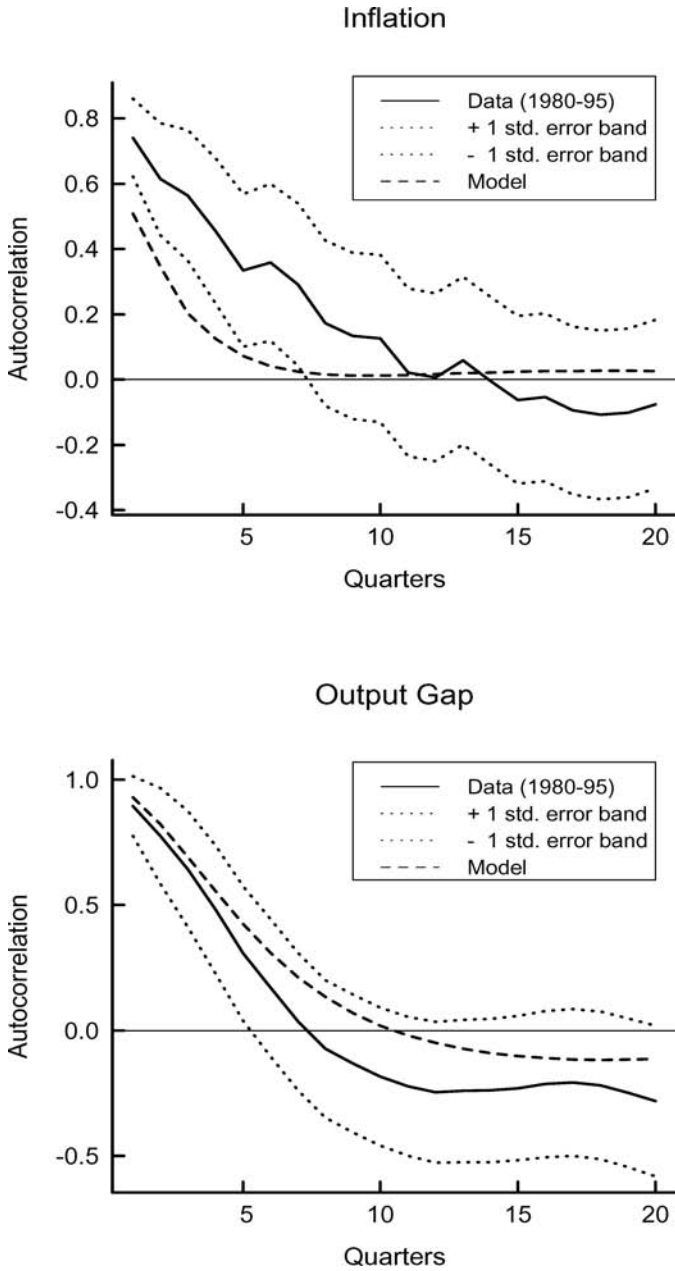 Inflation
Data (1980-95)
+ 1 std. error band
- 1 std. error band
Model
Autocorrelation
0.8
0.6
0.4
0.2
0.0
-0.2
-0.4
5 10 15 20
Quarters
Output Gap
Data (1980-95)
+ 1 std. error band
- 1 std. error band
Model
Autocorrelation
1.0
0.5
0.0
-0.5
5 10 15 20
Quarters